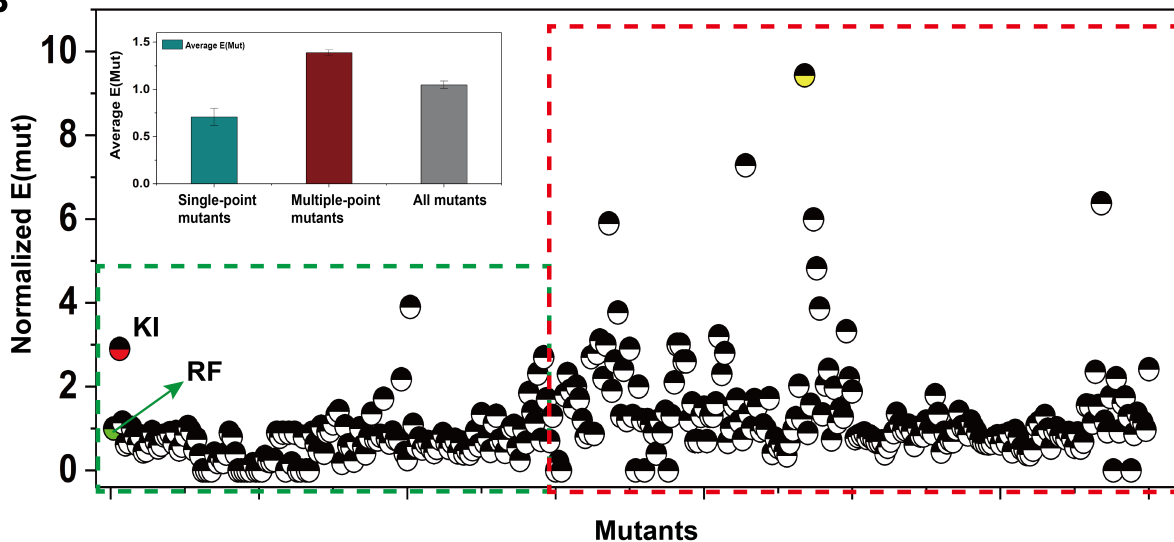 10
8
6
4
2
0
Normalized E(mut)
Mutants
KI
RF
1.5
1.0
0.5
0.0
Average E(Mut)
Average E(Mut)
Single-point
mutants
Multiple-point
mutants
All mutants